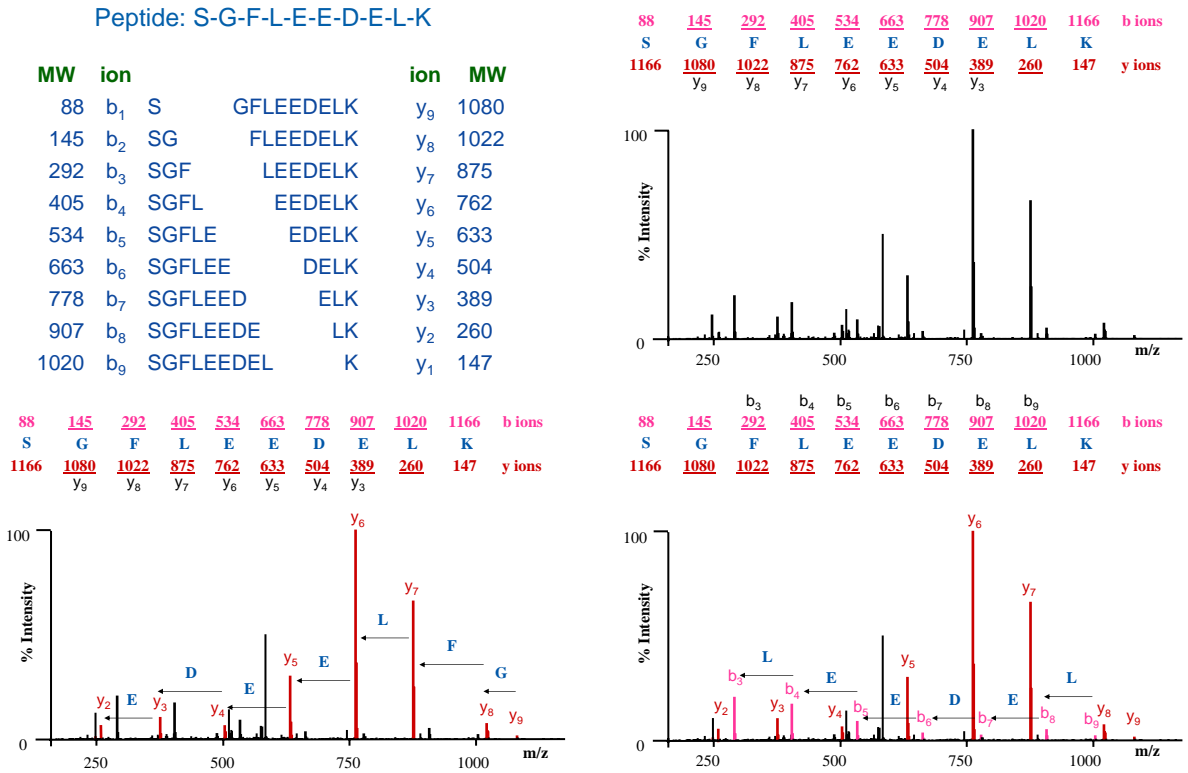 Peptide: S-G-F-L-E-E-D-E-L-K
MW ion ion MW
88 b1 S GFLEEDELK y9 1080
145 b2 SG FLEEDELK y8 1022
292 b3 SGF LEEDELK y7 875
405 b4 SGFL EEDELK y6 762
534 b5 SGFLE EDELK y5 633
663 b6 SGFLEE DELK y4 504
778 b7 SGFLEED ELK y3 389
907 b8 SGFLEEDE LK y2 260
1020 b9 SGFLEEDEL K y1 147
88 145 292 405 534 663 778 907 1020 1166 b ions
S G F L E E D E L K
1166 1080 1022 875 762 633 504 389 260 147 y ions
y9 y8 y7 y6 y5 y4 y3
100
% Intensity
0
250 500 750 1000 m/z
88 145 292 405 534 663 778 907 1020 1166 b ions
S G F L E E D E L K
1166 1080 1022 875 762 633 504 389 260 147 y ions
y9 y8 y7 y6 y5 y4 y3
y6
100
y7
% Intensity
L
F
y5 E
D G
E y2 y3 y4 E y8 y9
0
250 500 750 1000 m/z
b3 b4 b5 b6 b7 b8 b9
88 145 292 405 534 663 778 907 1020 1166 b ions
S G F L E E D E L K
1166 1080 1022 875 762 633 504 389 260 147 y ions
y6
100
y7
% Intensity
L y5
b3 E E D E L
b4
y2 y3 y4 b5 b6 b7 b8 b9 y8 y9
0
250 500 750 1000 m/z